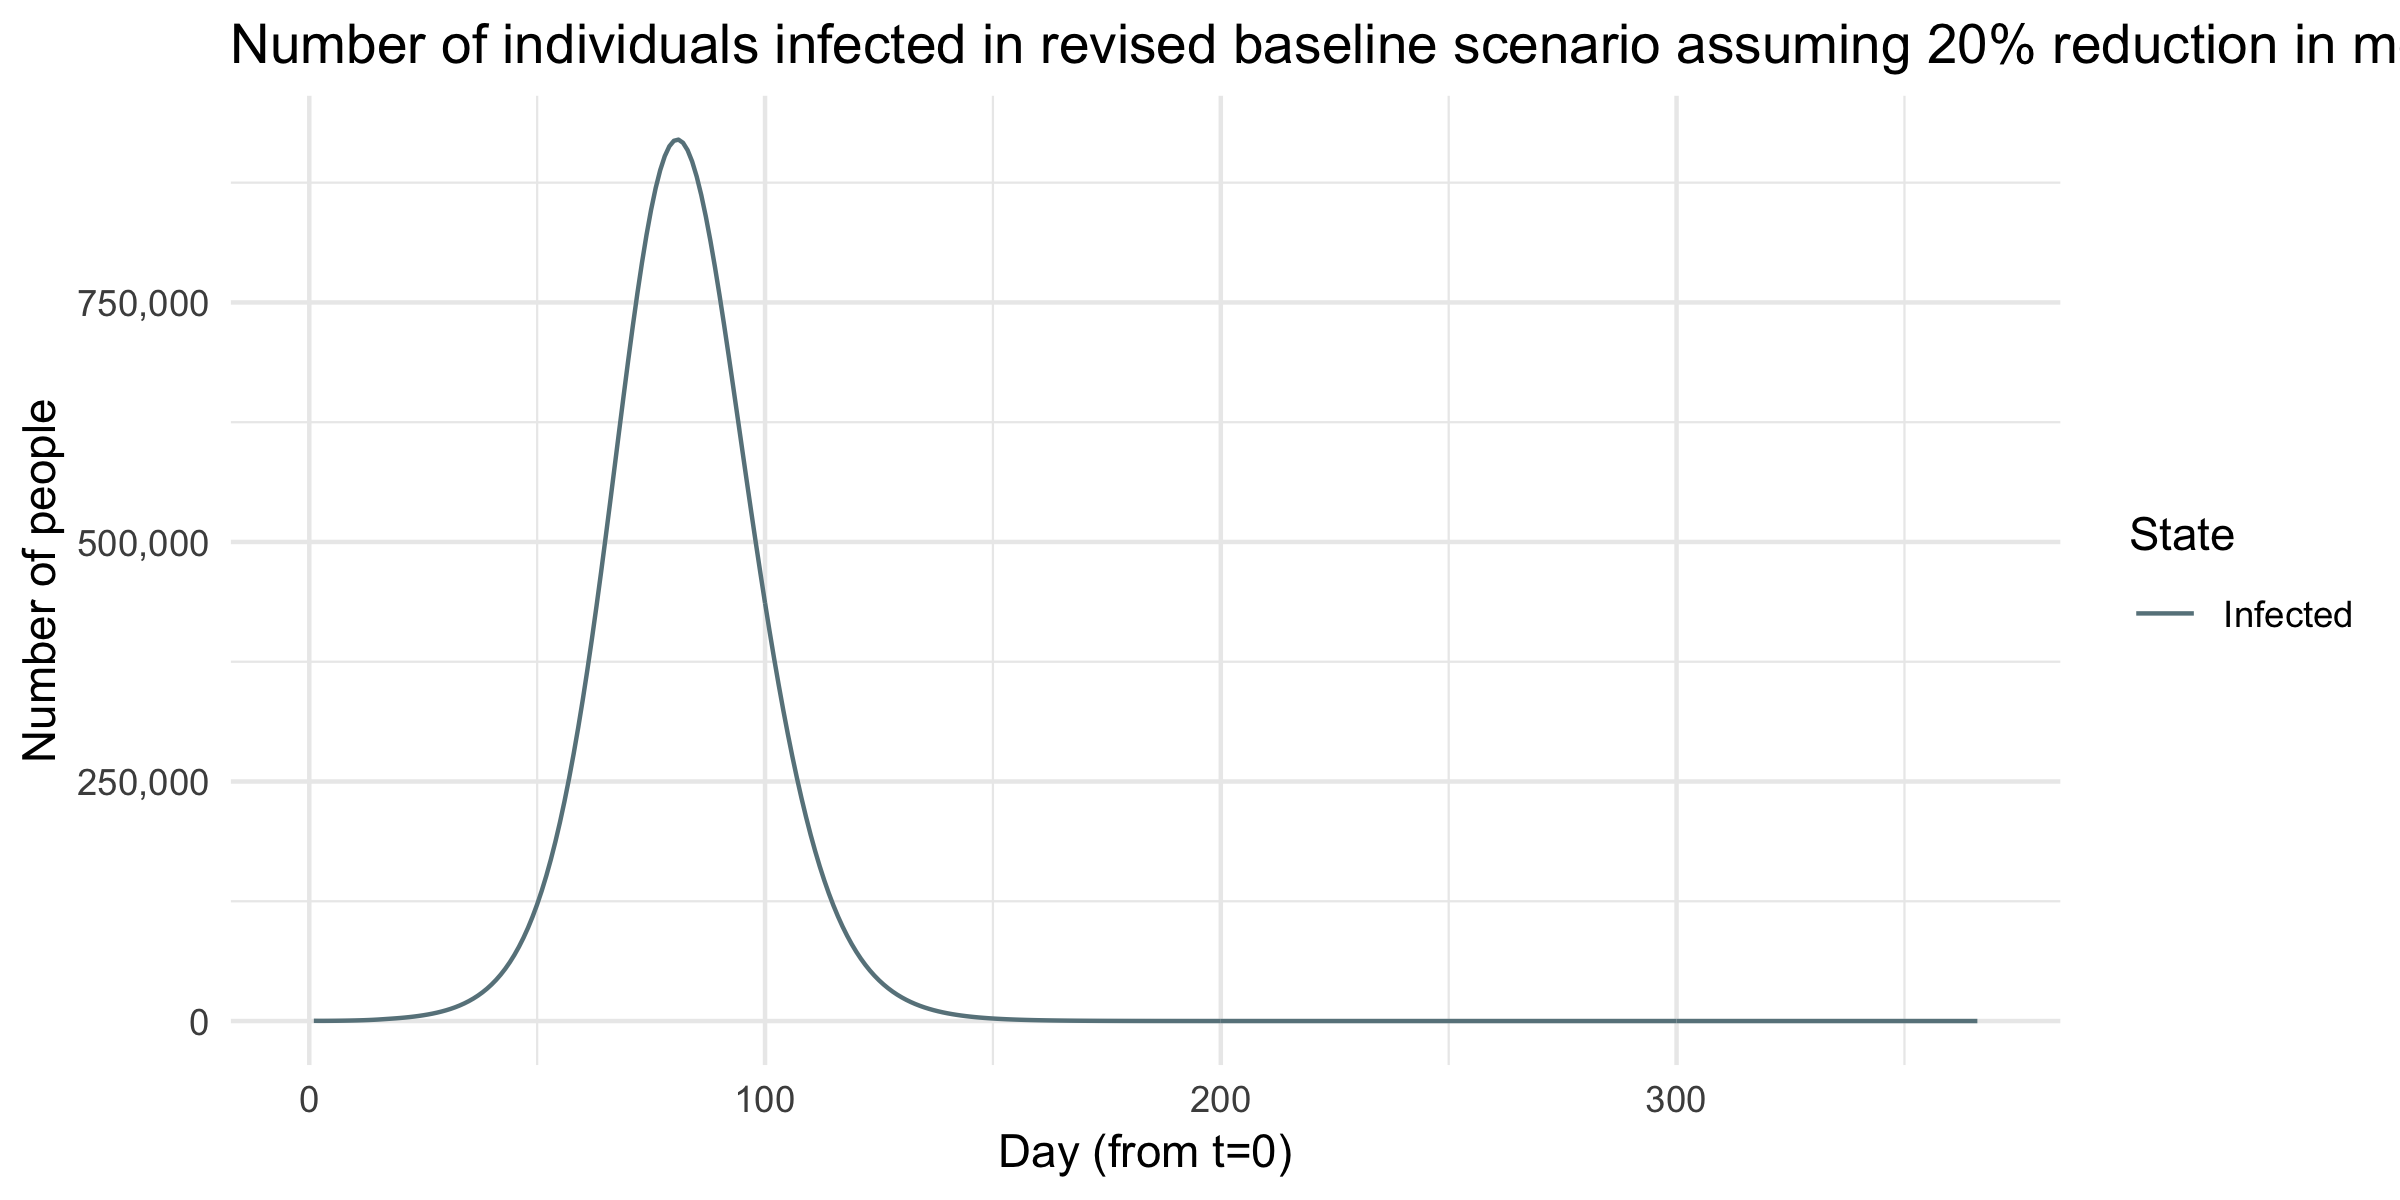 Number of individuals infected in revised baseline scenario assuming 20% reduction in
750,000
500,000
250,000
0
Number of people
0 100 200 300
Day (from t=0)
State
Infected